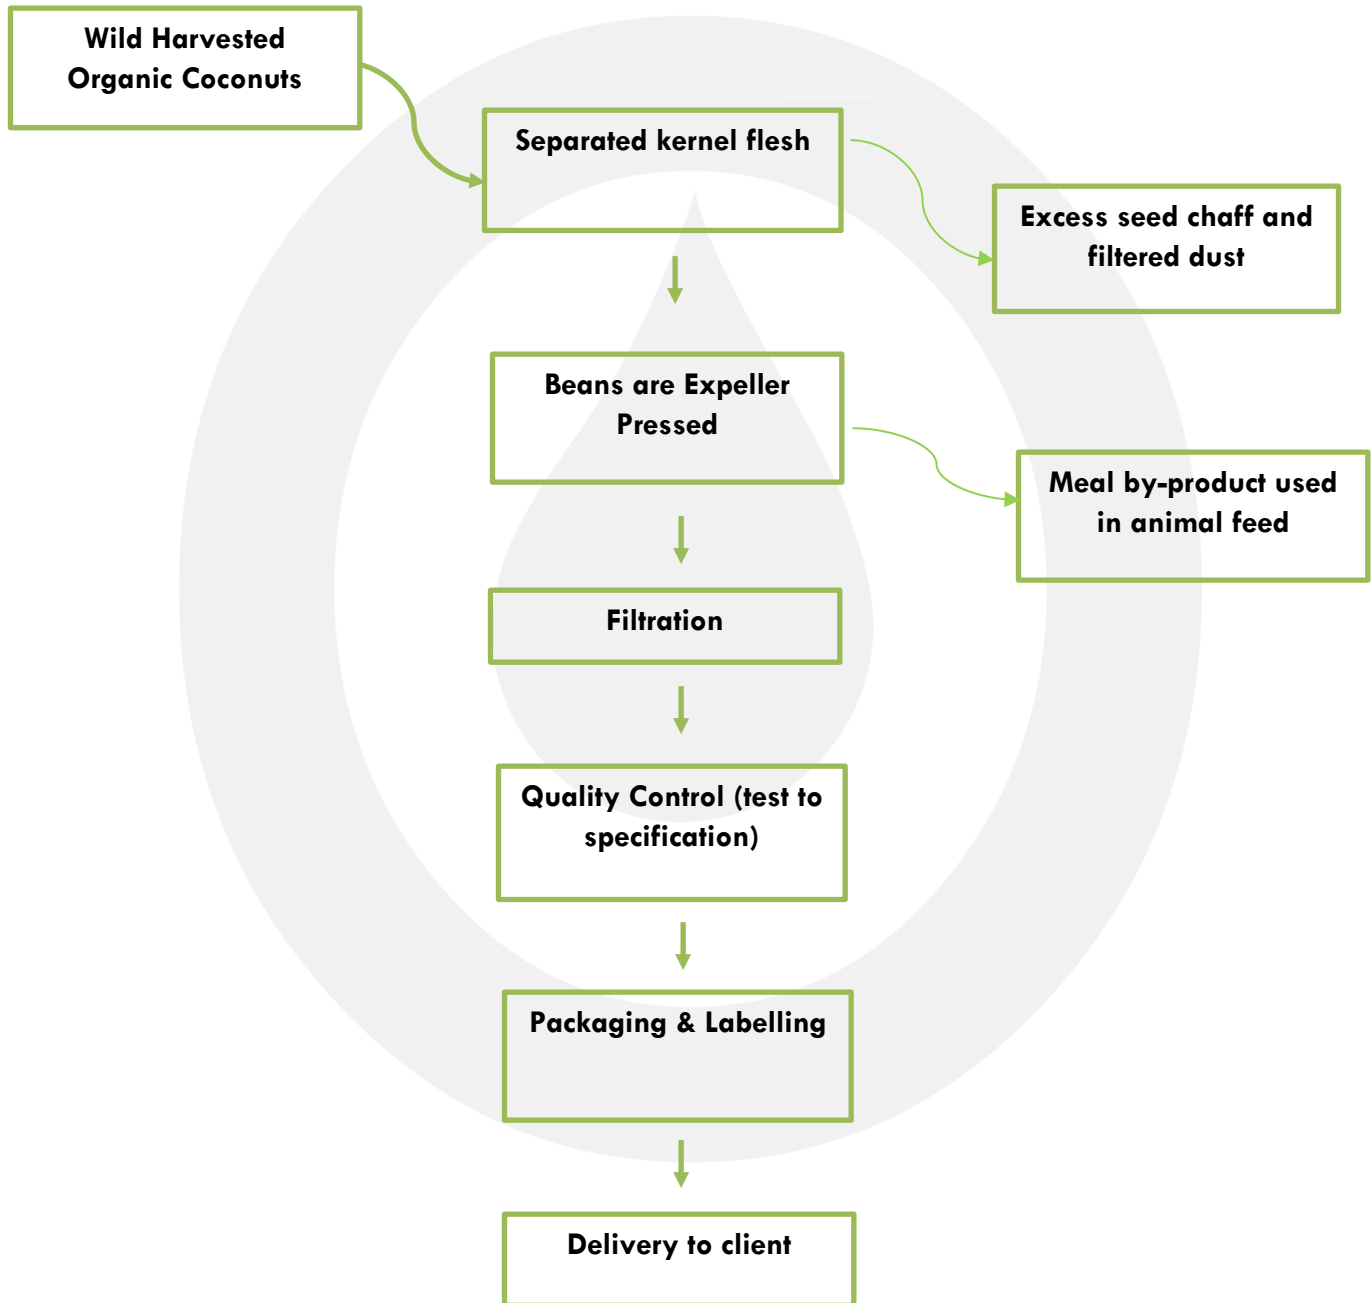 Wild Harvested
Organic Coconuts
Separated kernel flesh
Excess seed chaff and
filtered dust
Beans are Expeller
Pressed
Meal by-product used
in animal feed
Filtration
Quality Control (test to
specification)
Packaging & Labelling
Delivery to client